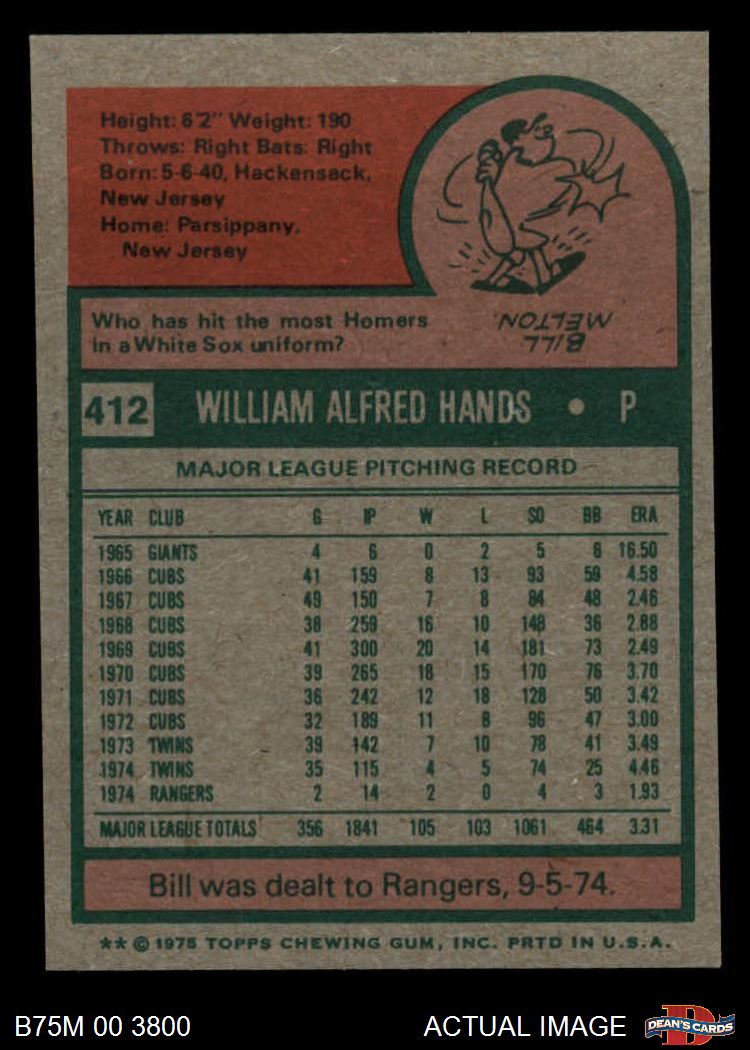 Height: 6'2" Weight: 190
Throws: Right Bats: Right
Born: 5-6-40, Hackensack,
New Jersey
Home: Parsippany,
New Jersey
Who has hit the most Homers
in a White Sox uniform?
BILL
MELTON
412 WILLIAM ALFRED HANDS • P
MAJOR LEAGUE PITCHING RECORD
YEAR CLUB G IP W L SO BB ERA
1965 GIANTS 4 6 0 2 5 6 16.50
1966 CUBS 41 159 8 13 93 59 4.58
1967 CUBS 49 150 7 8 84 48 2.46
1968 CUBS 38 259 16 10 148 36 2.88
1969 CUBS 41 300 20 14 181 73 2.49
1970 CUBS 39 265 18 15 170 76 3.70
1971 CUBS 36 242 12 18 128 50 3.42
1972 CUBS 32 189 11 8 96 47 3.00
1973 TWINS 39 142 7 10 78 41 3.49
1974 TWINS 35 115 4 5 74 25 4.46
1974 RANGERS 2 14 2 0 4 3 1.93
MAJOR LEAGUE TOTALS 356 1841 105 103 1061 464 3.31
Bill was dealt to Rangers, 9-5-74.
** © 1975 TOPPS CHEWING GUM, INC. PRTD IN U.S.A.
B75M 00 3800 ACTUAL IMAGE D DEAN'S CARDS